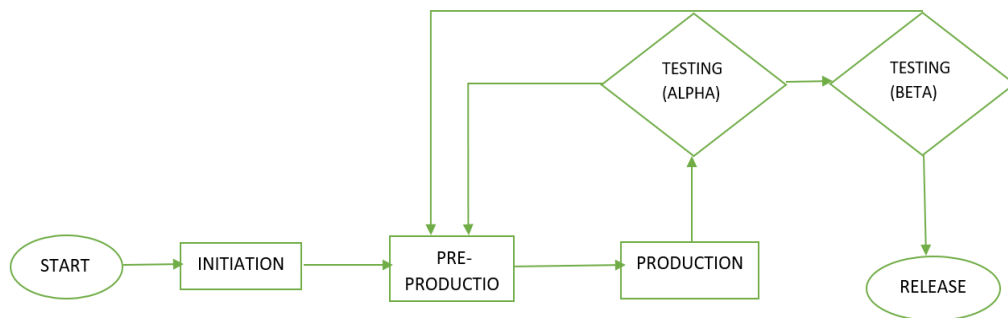 TESTING
(ALPHA)
TESTING
(BETA)
START
INITIATION
PRE-
PRODUCTIO
PRODUCTION
RELEASE